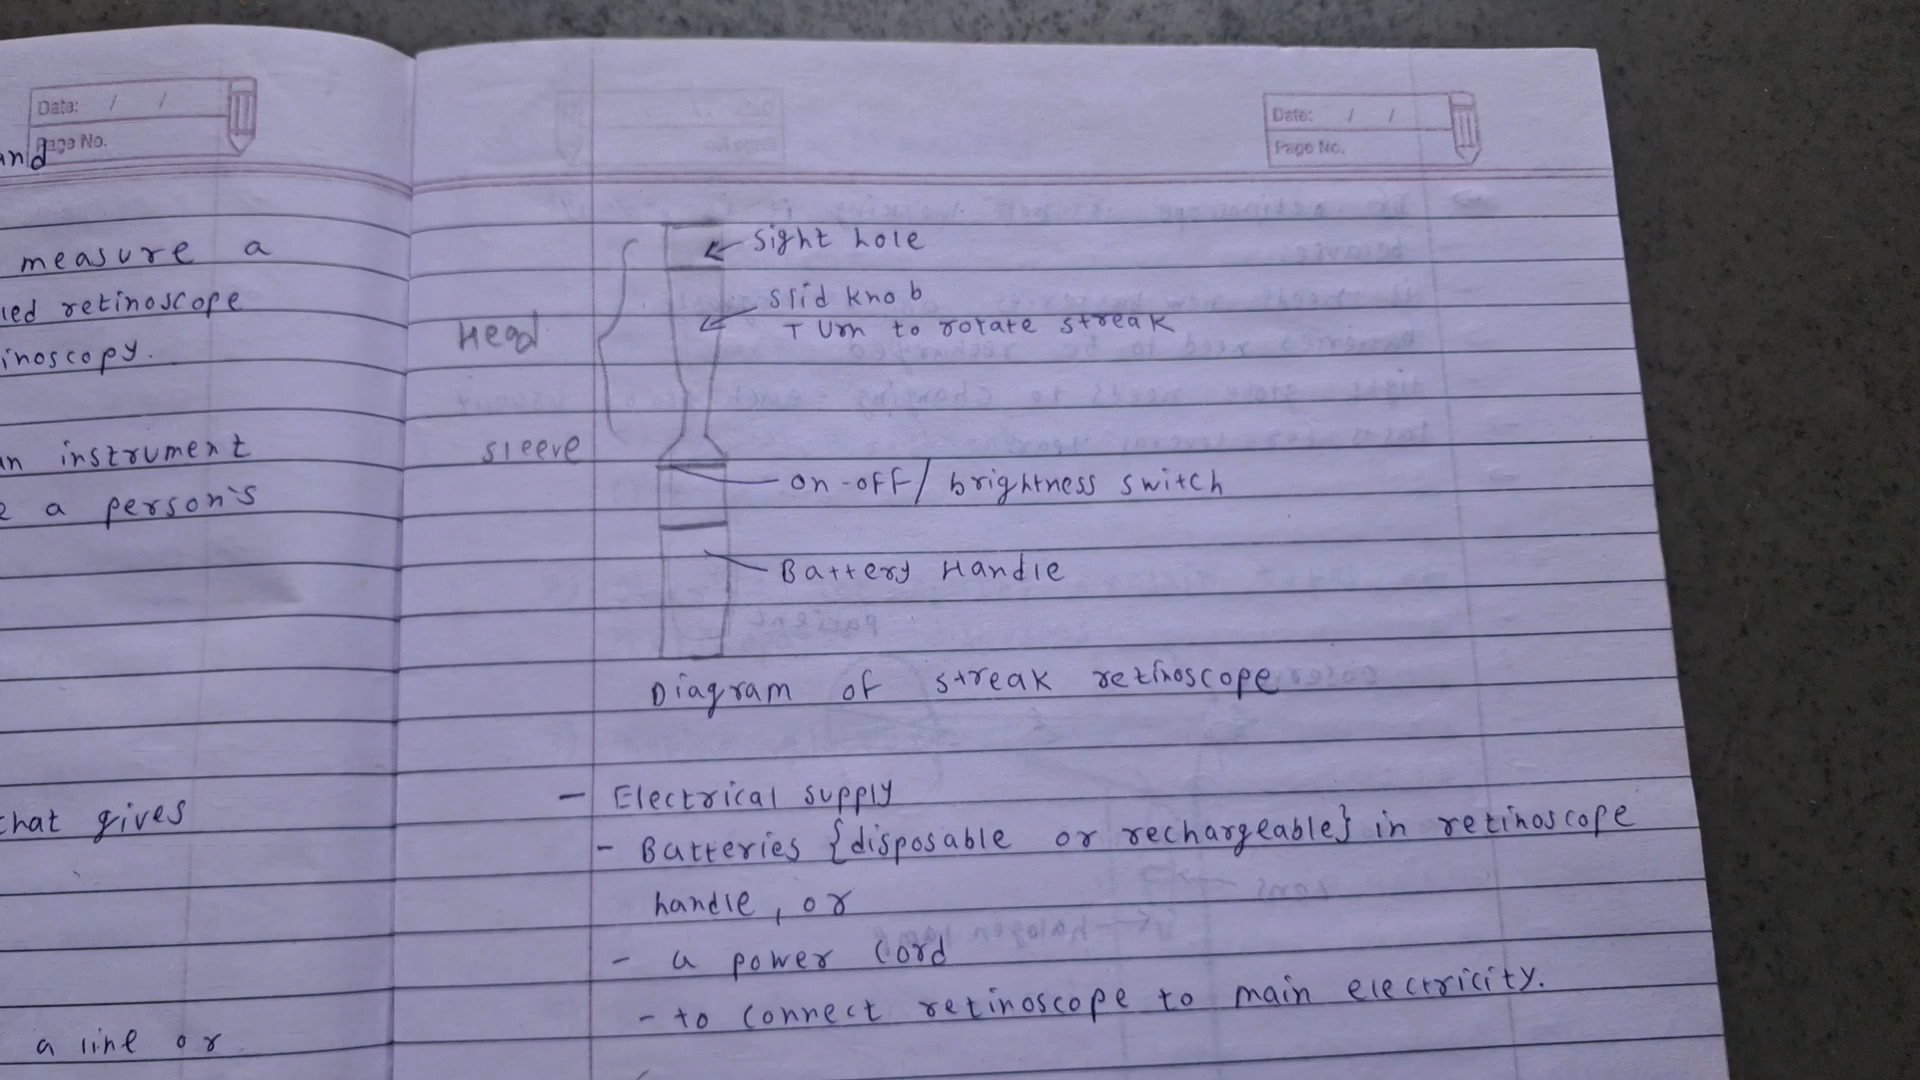 Date: / /
Page No.
and
measure a
led retinoscope
inoscopy.
an instrument
e a person's
that gives
a line or
Date: / /
Page No.
sight hole
slid knob
Turn to rotate streak
Head
sleeve
on-off / brightness switch
Battery Handle
Diagram of streak retinoscope
- Electrical supply
- Batteries {disposable or rechargeable} in retinoscope
handle, or
- a power cord
- to connect retinoscope to main electricity.